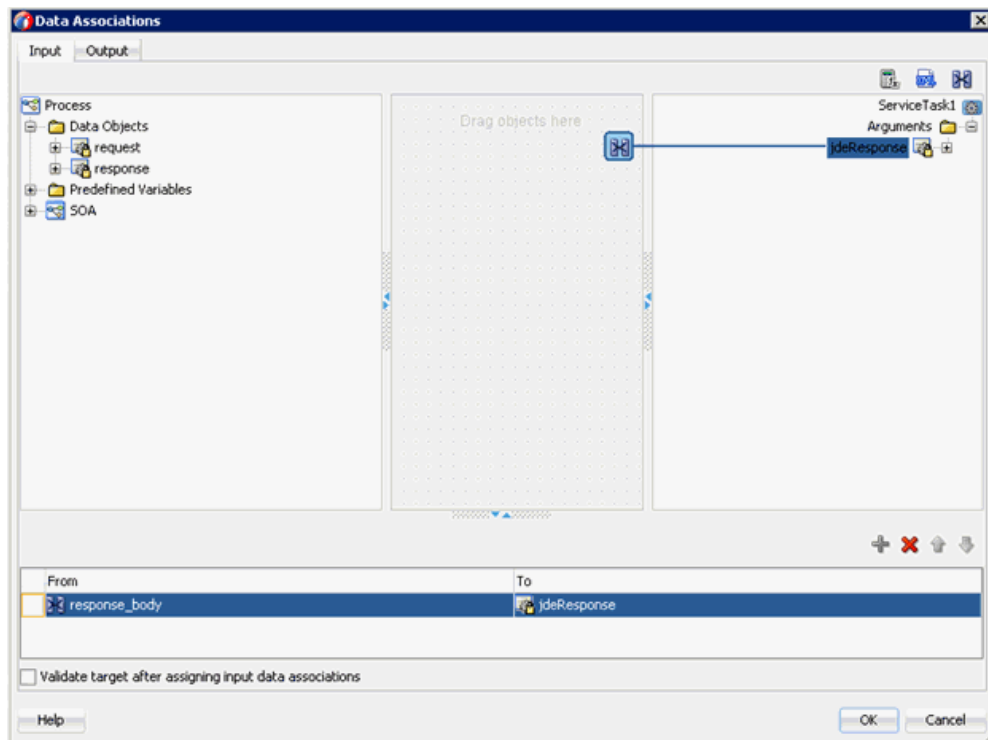 Data Associations
Input Output
Process
Data Objects
request
response
Predefined Variables
SOA
Drag objects here
ServiceTask1
Arguments
jdeResponse
From To
response_body jdeResponse
Validate target after assigning input data associations
Help OK Cancel